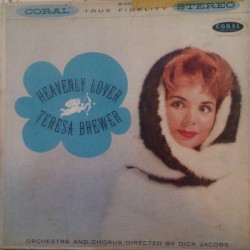 CORAL
TRUE FIDELITY
STEREO
CORAL
HEAVENLY LOVER
TERESA BREWER
ORCHESTRA AND CHORUS DIRECTED BY DICK JACOBS